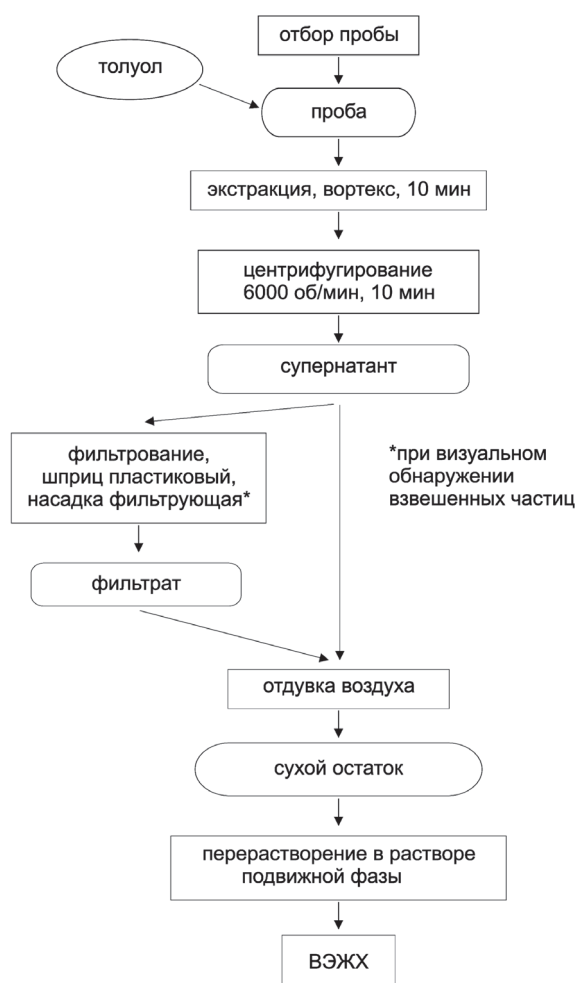 отбор пробы
толуол
проба
экстракция, вортекс, 10 мин
центрифугирование
6000 об/мин, 10 мин
супернатант
фильтрование,
шприц пластиковый,
насадка фильтрующая*
*при визуальном
обнаружении
взвешенных частиц
фильтрат
отдувка воздуха
сухой остаток
перерастворение в растворе
подвижной фазы
ВЭЖХ